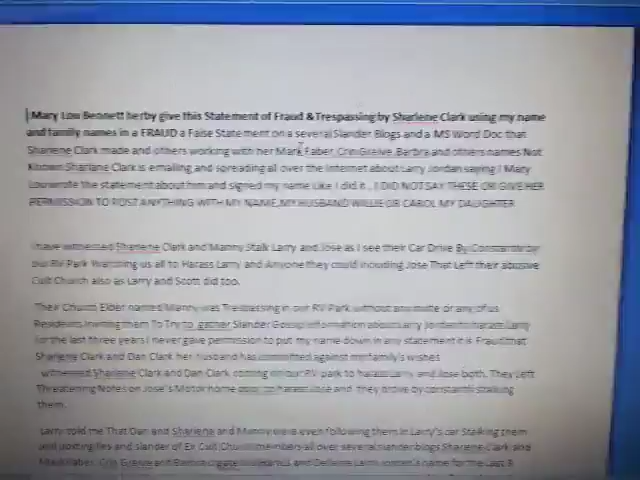 Mary Lou Bennett herby give this Statement of Fraud & Trespassing by Sharlene Clark using my name
and family names in a FRAUD a False Statement on a several Slander Blogs and a MS Word Doc that
Sharlene Clark made and others working with her Mark Faber, Cris Greive, and others names Not
Known Sharlene Clark is emailing and spreading all over the Internet about Larry Jordan saying I Mary
Lou wrote the statement about him and signed my name Like I did it.. I DID NOT SAY THESE OR GIVE HER
PERMISSION TO POST ANYTHING WITH MY NAME,MY HUSBAND WILLIE OR CAROL MY DAUGHTER
I have witnessed Sharlene Clark and Manny Stalk Larry and Jose as I see their Car Drive By Constantly by
our RV Park Watching us all to Harass Larry and Anyone they could including Jose That Left their abusive
Cult Church also as Larry and Scott did too.
Their Church Elder named Manny was Trespassing in our RV Park without any invite or any of us
Residents inviting them To Try to gather Slander Gossip information about Larry Jordan to harass Larry
for the last three years I never gave permission to put my name down in any statement it is Fraud that
Sharlene Clark and Dan Clark her husband has committed against my family's wishes
witnessed Sharlene Clark and Dan Clark coming on our RV park to harass Larry and Jose both. They Left
Threatening Notes on Jose's Motor home to harass Jose and they drove by constantly stalking
them.
Larry told me That Dan and Sharlene and Manny were even following them in Larry's car Stalking them
and posting lies and slander of Ex Cult Church members all over several slander blogs Sharlene Clark and
Mark Faber, Cris Greive and name for the Last 3